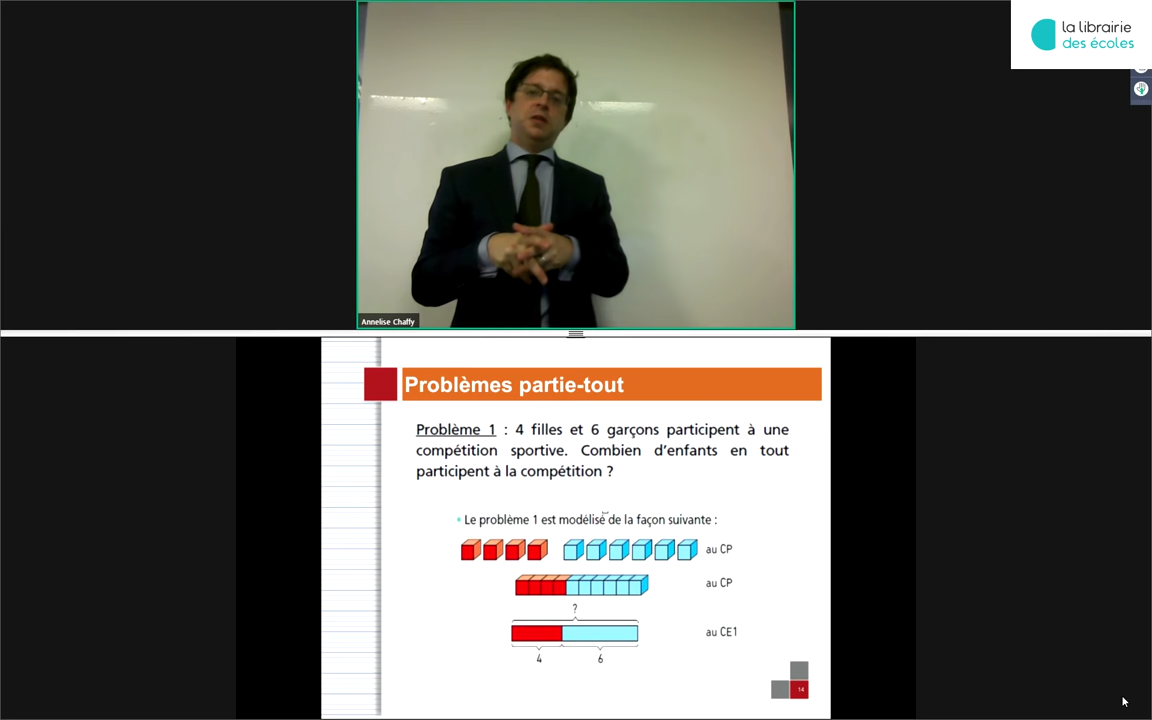 la librairie
des écoles
Annelise Chaffy
Problèmes partie-tout
Problème 1 : 4 filles et 6 garçons participent à une
compétition sportive. Combien d'enfants en tout
participent à la compétition ?
• Le problème 1 est modélisé de la façon suivante :
au CP
au CP
?
au CE1
4 6
14